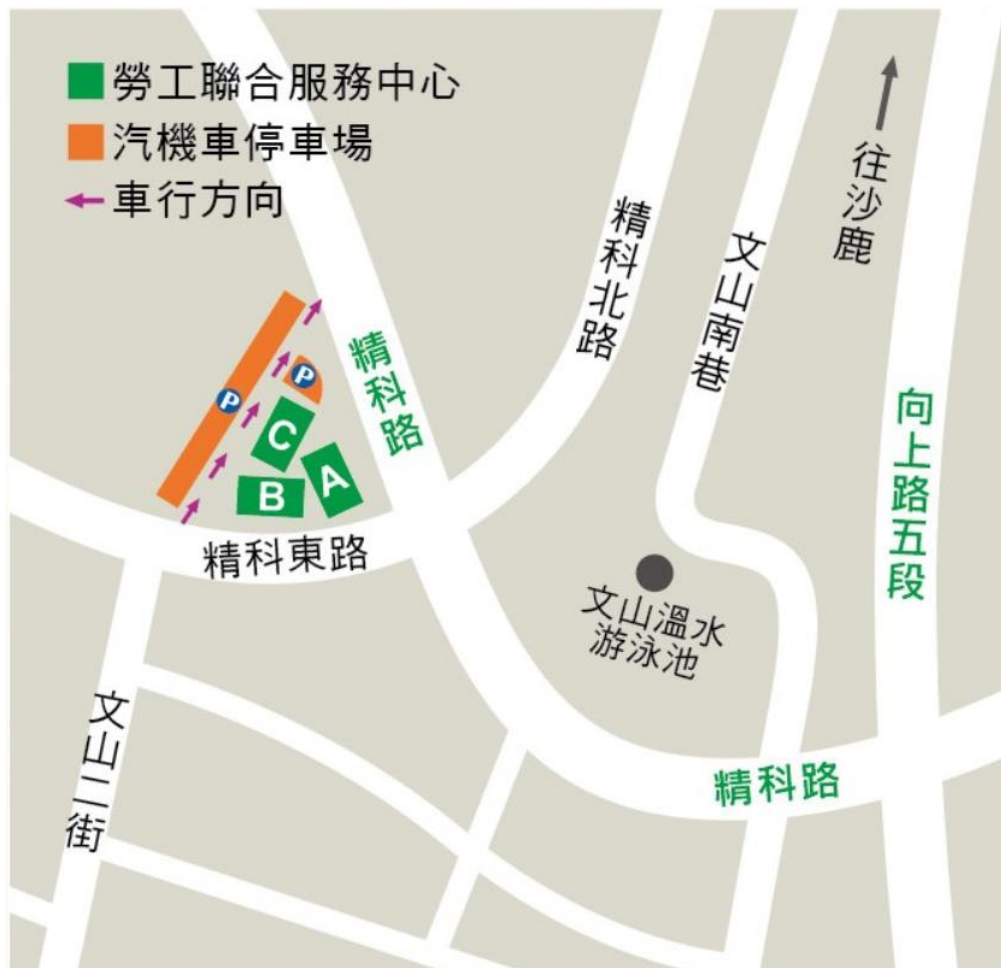 勞工聯合服務中心
汽機車停車場
車行方向
往沙鹿
精科北路
文山南巷
精科路
向上路五段
P
P
C
A
B
精科東路
文山溫水
游泳池
文山二街
精科路